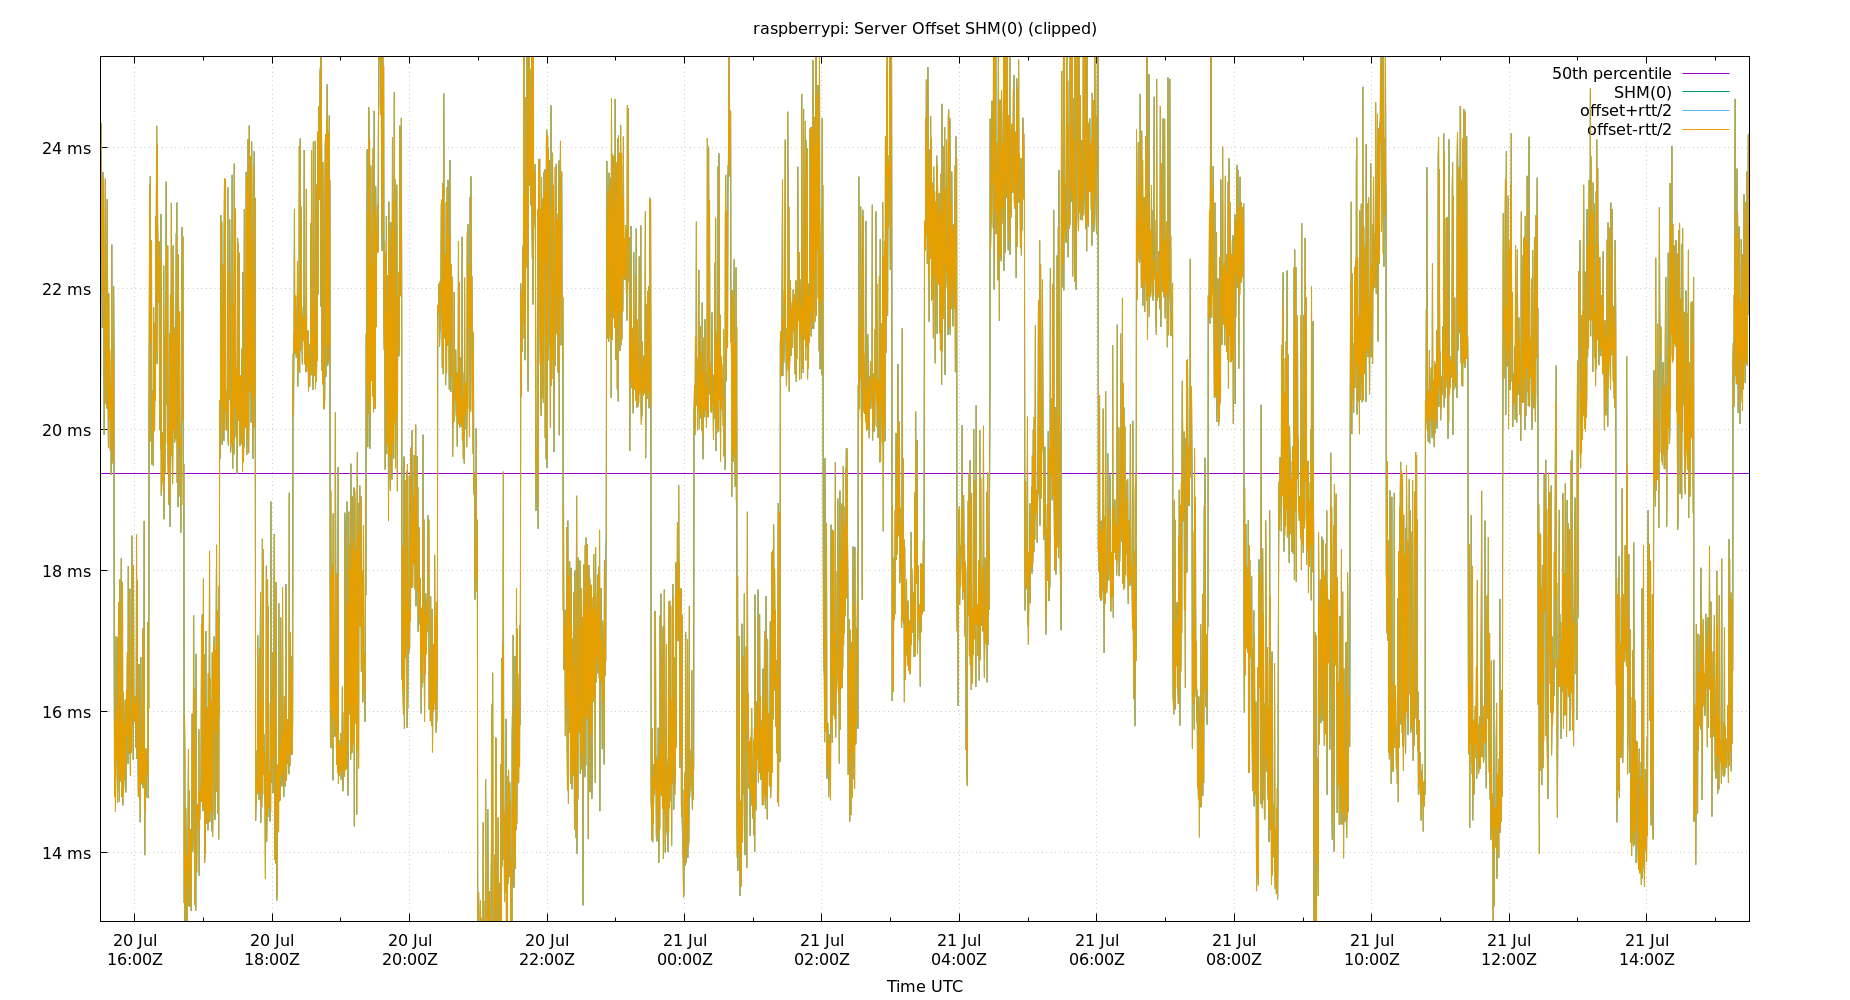 raspberrypi: Server Offset SHM(0) (clipped)
50th percentile
SHM(0)
offset+rtt/2
offset-rtt/2
24 ms
22 ms
20 ms
18 ms
16 ms
14 ms
20 Jul 20 Jul 20 Jul 20 Jul 21 Jul 21 Jul 21 Jul 21 Jul 21 Jul 21 Jul 21 Jul 21 Jul
16:00Z 18:00Z 20:00Z 22:00Z 00:00Z 02:00Z 04:00Z 06:00Z 08:00Z 10:00Z 12:00Z 14:00Z
Time UTC